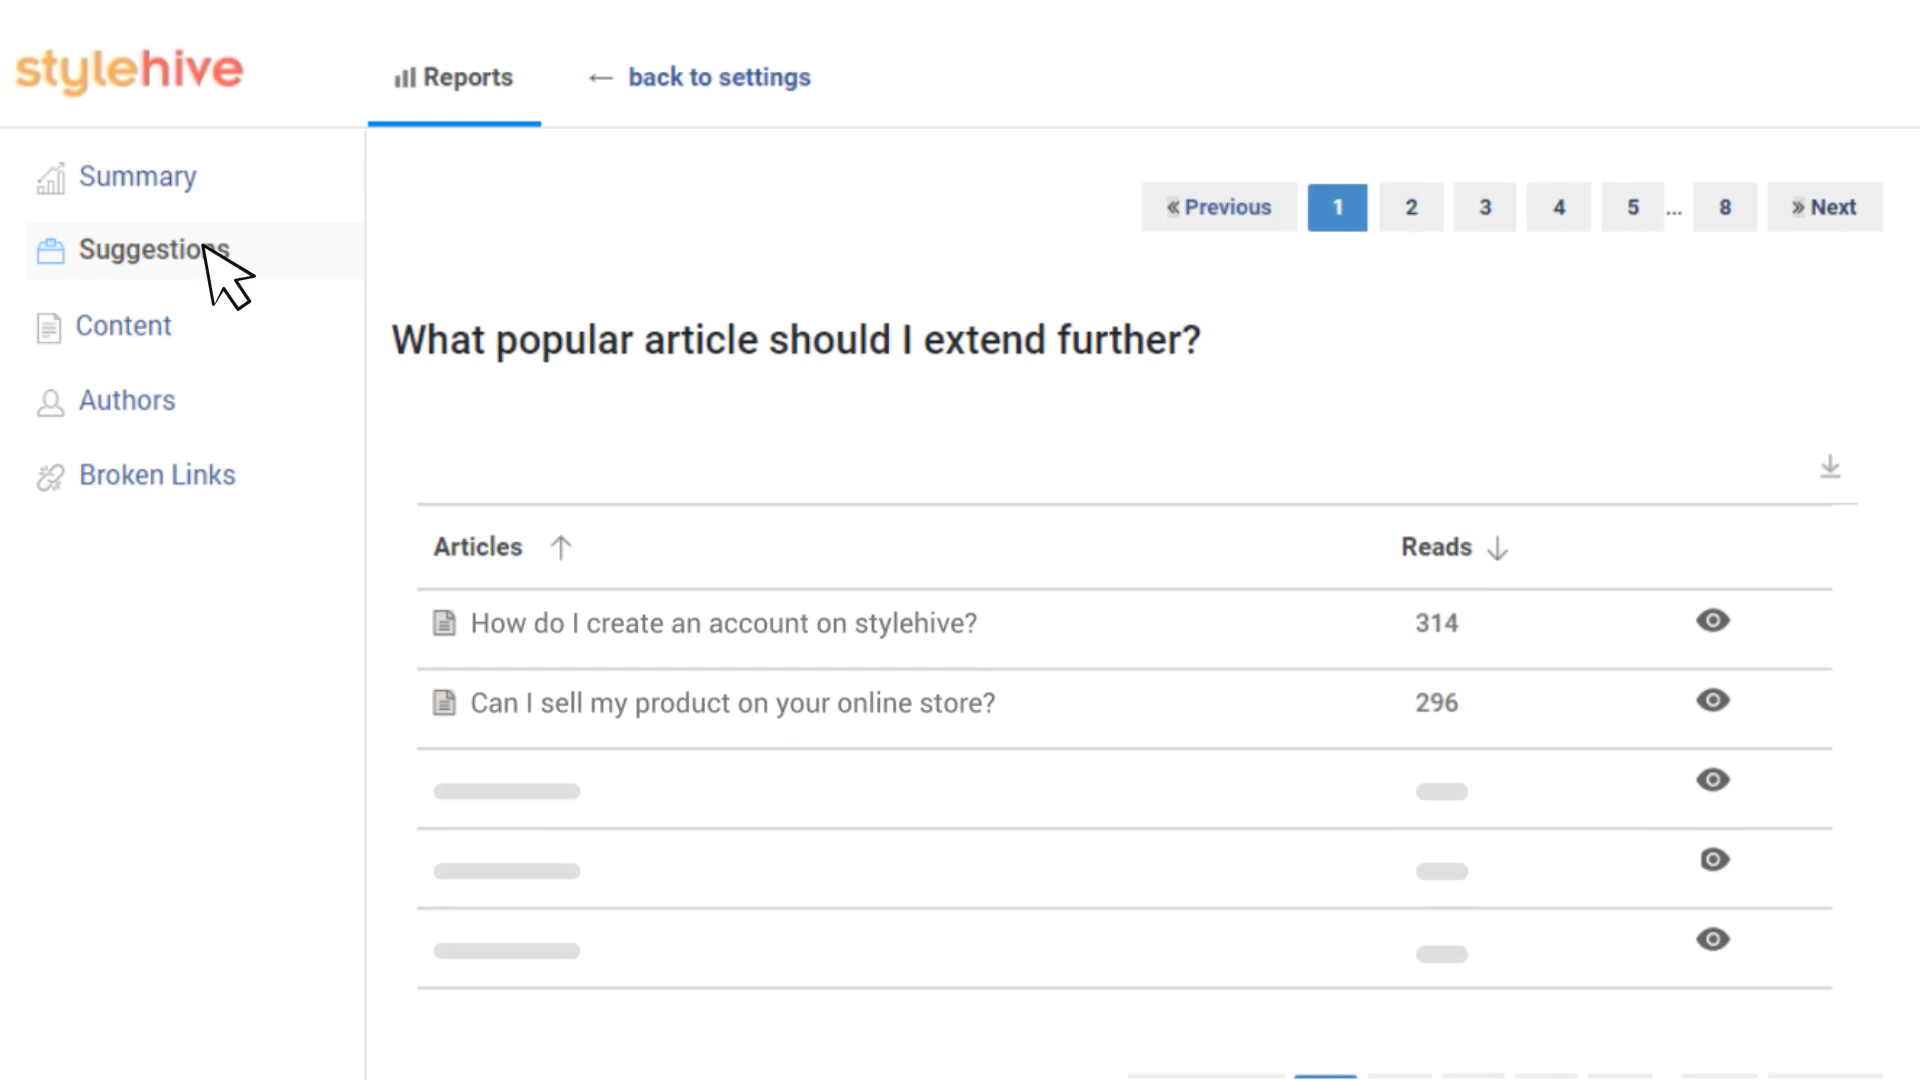 stylehive
Reports
← back to settings
Summary
Suggestions
Content
Authors
Broken Links
« Previous 1 2 3 4 5 ... 8 » Next
What popular article should I extend further?
Articles ↑ Reads ↓
How do I create an account on stylehive? 314
Can I sell my product on your online store? 296